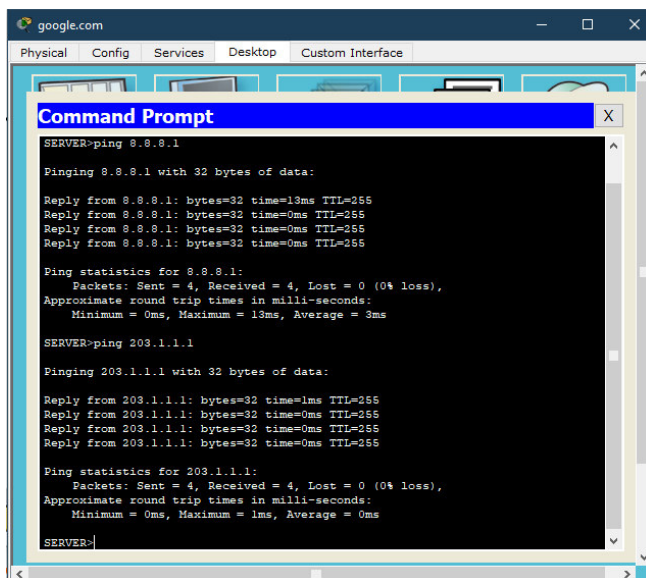 google.com
Physical Config Services Desktop Custom Interface
Command Prompt
X
SERVER>ping 8.8.8.1
Pinging 8.8.8.1 with 32 bytes of data:
Reply from 8.8.8.1: bytes=32 time=13ms TTL=255
Reply from 8.8.8.1: bytes=32 time=0ms TTL=255
Reply from 8.8.8.1: bytes=32 time=0ms TTL=255
Reply from 8.8.8.1: bytes=32 time=0ms TTL=255
Ping statistics for 8.8.8.1:
Packets: Sent = 4, Received = 4, Lost = 0 (0% loss),
Approximate round trip times in milli-seconds:
Minimum = 0ms, Maximum = 13ms, Average = 3ms
SERVER>ping 203.1.1.1
Pinging 203.1.1.1 with 32 bytes of data:
Reply from 203.1.1.1: bytes=32 time=1ms TTL=255
Reply from 203.1.1.1: bytes=32 time=0ms TTL=255
Reply from 203.1.1.1: bytes=32 time=0ms TTL=255
Reply from 203.1.1.1: bytes=32 time=0ms TTL=255
Ping statistics for 203.1.1.1:
Packets: Sent = 4, Received = 4, Lost = 0 (0% loss),
Approximate round trip times in milli-seconds:
Minimum = 0ms, Maximum = 1ms, Average = 0ms
SERVER>